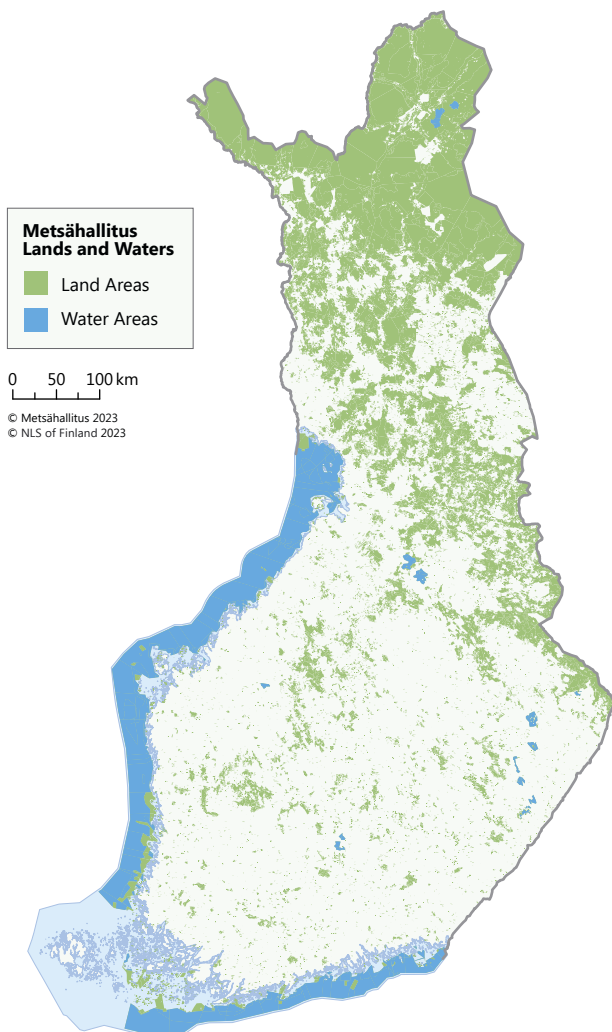 Metsähallitus
Lands and Waters
Land Areas
Water Areas
0 50 100 km
© Metsähallitus 2023
© NLS of Finland 2023